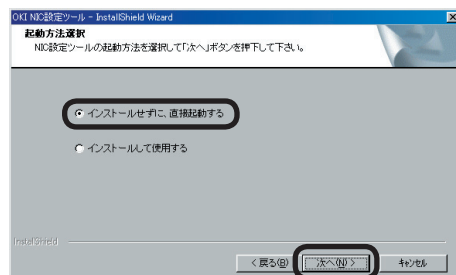 OKI NIC設定ツール - InstallShield Wizard
起動方法選択
NIC設定ツールの起動方法を選択して「次へ」ボタンを押下して下さい。
インストールせずに、直接起動する
インストールして使用する
InstallShield
< 戻る(B)
次へ(N) >
キャンセル